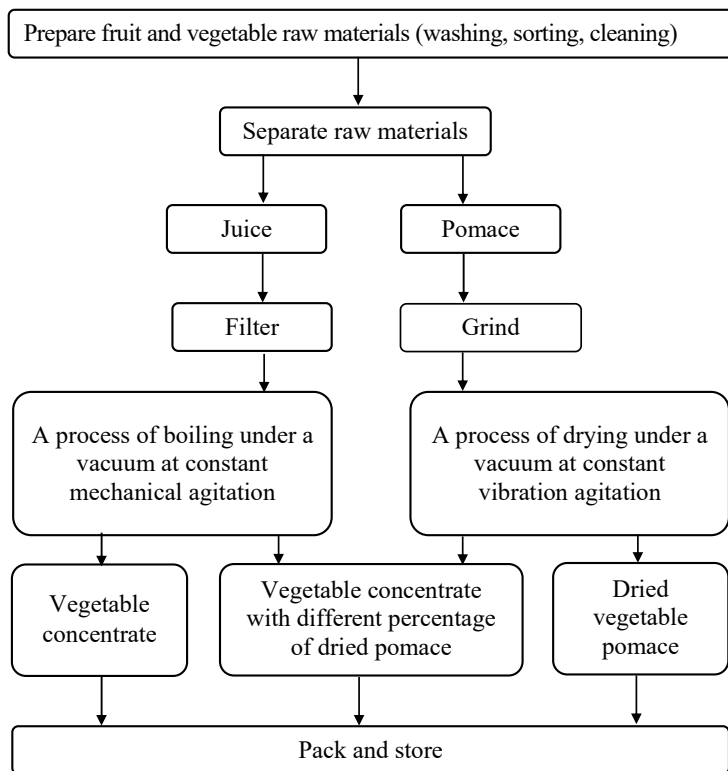 Prepare fruit and vegetable raw materials (washing, sorting, cleaning)
Separate raw materials
Juice
Pomace
Filter
Grind
A process of boiling under a
vacuum at constant
mechanical agitation
A process of drying under a
vacuum at constant
vibration agitation
Vegetable
concentrate
Vegetable concentrate
with different percentage
of dried pomace
Dried
vegetable
pomace
Pack and store